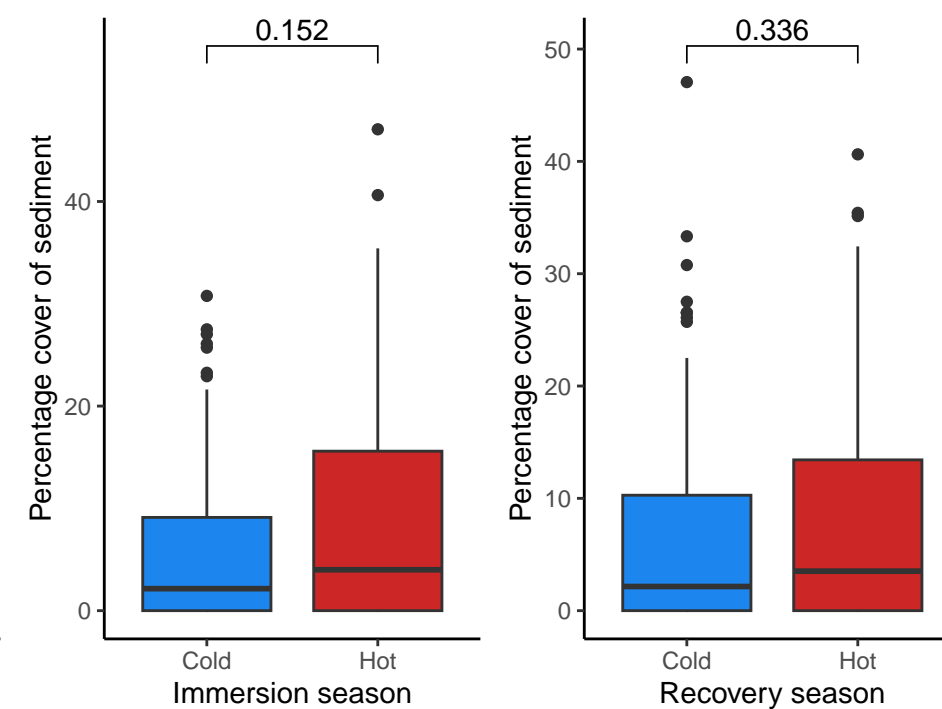 0.152
Percentage cover of sediment
40
20
0
Cold
Hot
Immersion season
0.336
Percentage cover of sediment
50
40
30
20
10
0
Cold
Hot
Recovery season